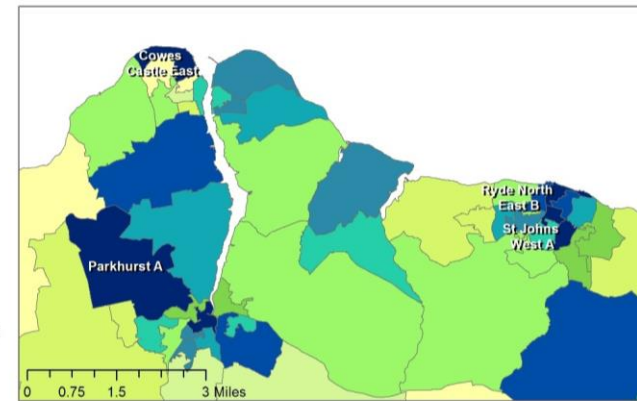 Cowes
Castle East
Ryde North
East B
St Johns
West A
Parkhurst A
0 0.75 1.5 3 Miles